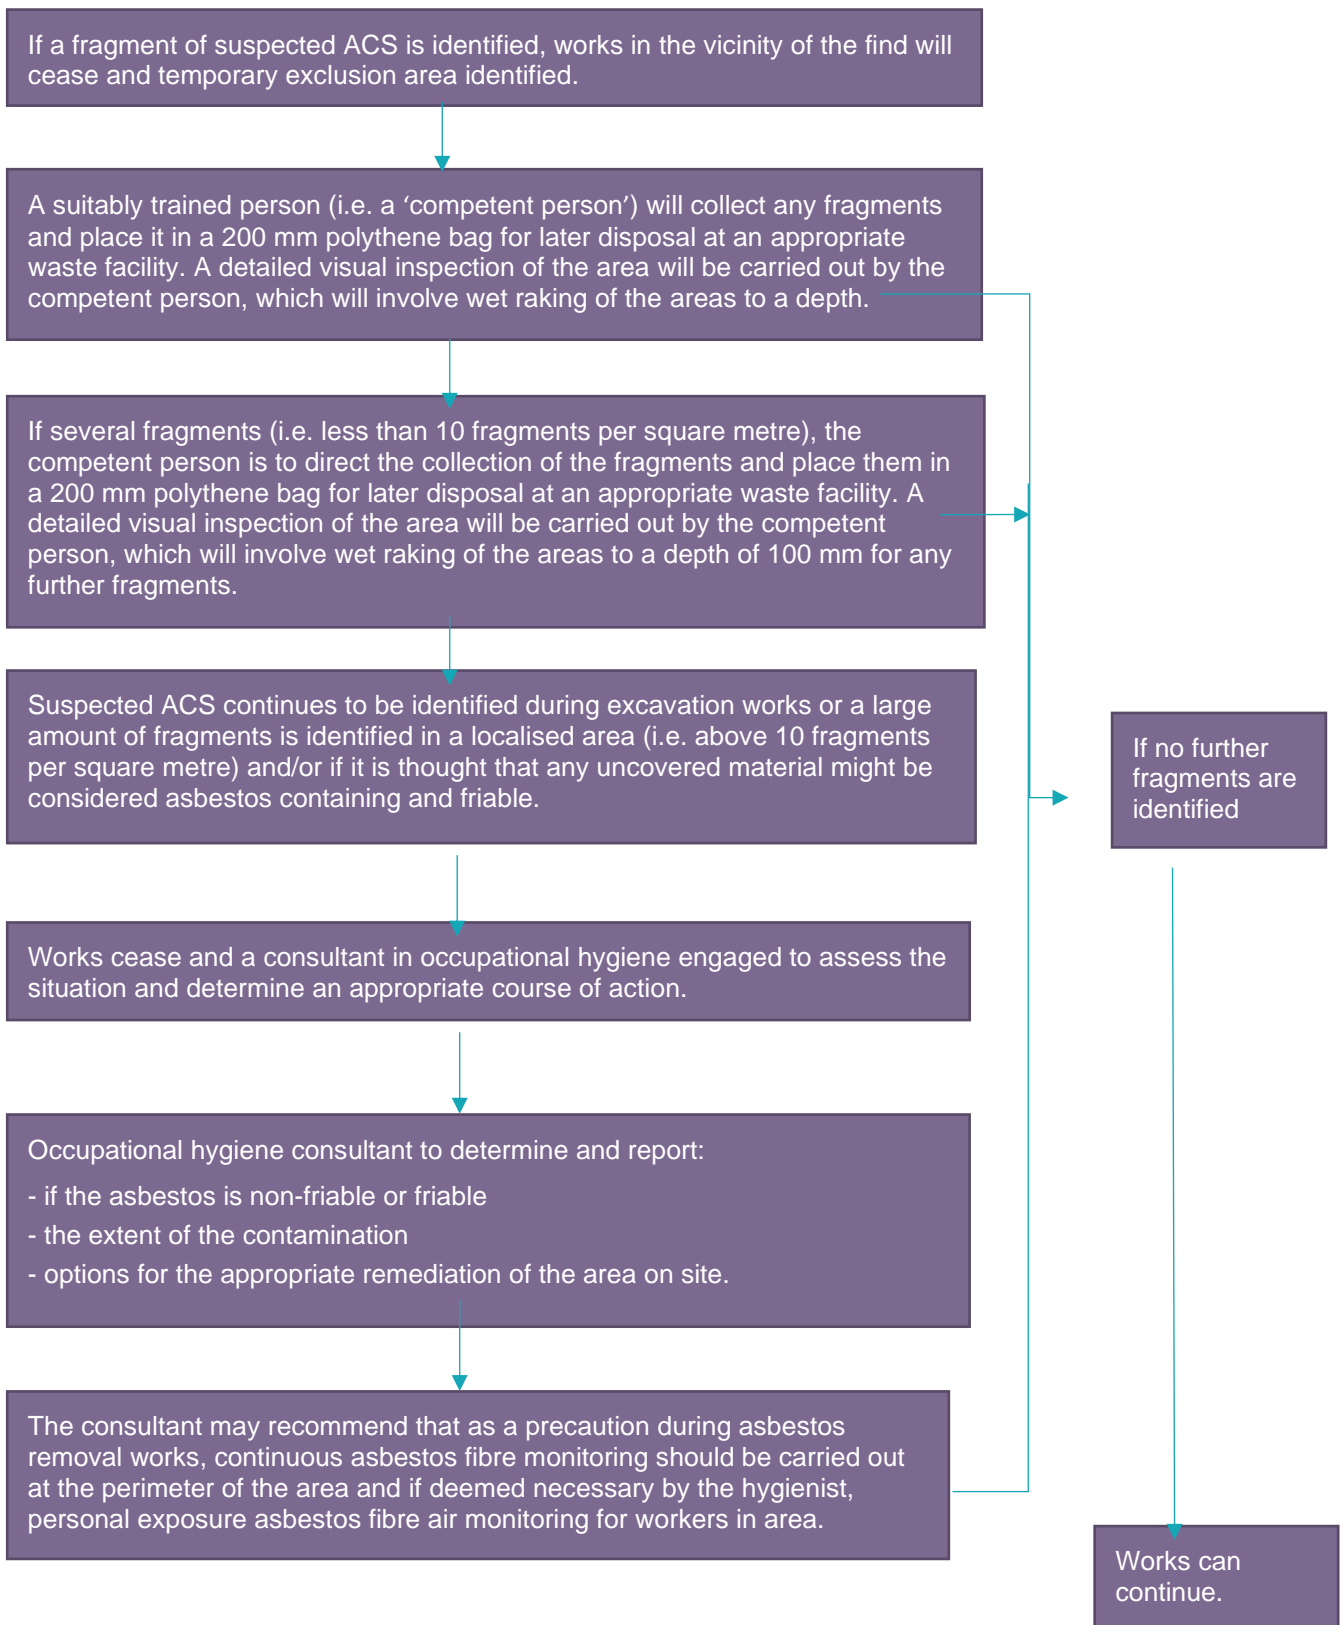 If a fragment of suspected ACS is identified, works in the vicinity of the find will
cease and temporary exclusion area identified.
A suitably trained person (i.e. a ‘competent person’) will collect any fragments
and place it in a 200 mm polythene bag for later disposal at an appropriate
waste facility. A detailed visual inspection of the area will be carried out by the
competent person, which will involve wet raking of the areas to a depth.
If several fragments (i.e. less than 10 fragments per square metre), the
competent person is to direct the collection of the fragments and place them in
a 200 mm polythene bag for later disposal at an appropriate waste facility. A
detailed visual inspection of the area will be carried out by the competent
person, which will involve wet raking of the areas to a depth of 100 mm for any
further fragments.
Suspected ACS continues to be identified during excavation works or a large
amount of fragments is identified in a localised area (i.e. above 10 fragments
per square metre) and/or if it is thought that any uncovered material might be
considered asbestos containing and friable.
Works cease and a consultant in occupational hygiene engaged to assess the
situation and determine an appropriate course of action.
Occupational hygiene consultant to determine and report:
- if the asbestos is non-friable or friable
- the extent of the contamination
- options for the appropriate remediation of the area on site.
The consultant may recommend that as a precaution during asbestos
removal works, continuous asbestos fibre monitoring should be carried out
at the perimeter of the area and if deemed necessary by the hygienist,
personal exposure asbestos fibre air monitoring for workers in area.
If no further
fragments are
identified
Works can
continue.